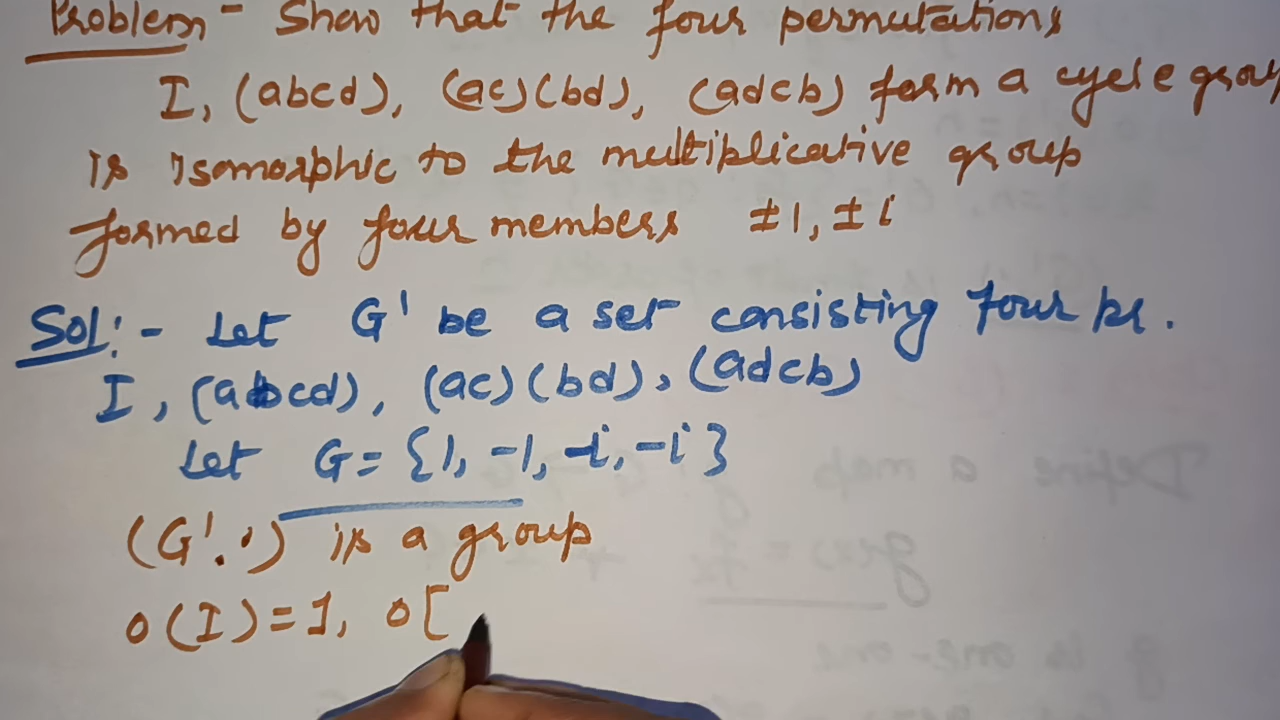 Problem - Show that the four permutations
I, (abcd), (ac)(bd), (adcb) form a cycle group
is isomorphic to the multiplicative group
formed by four members ±1, ±i
Sol:- Let G' be a set consisting four pr.
I, (abcd), (ac)(bd), (adcb)
Let G = {1, -1, -i, -i}
(G'.') is a group
o(I)=1, o[